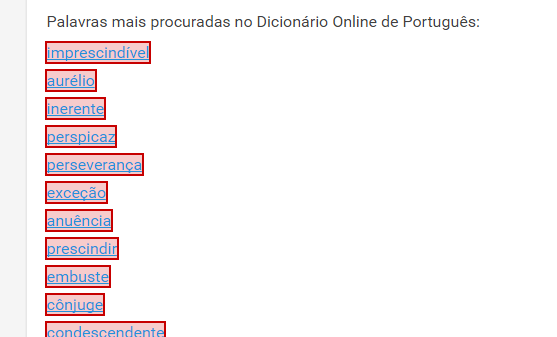 Palavras mais procuradas no Dicionário Online de Português:
imprescindível
aurélio
inerente
perspicaz
perseverança
exceção
anuência
prescindir
embuste
cônjuge
condescendente